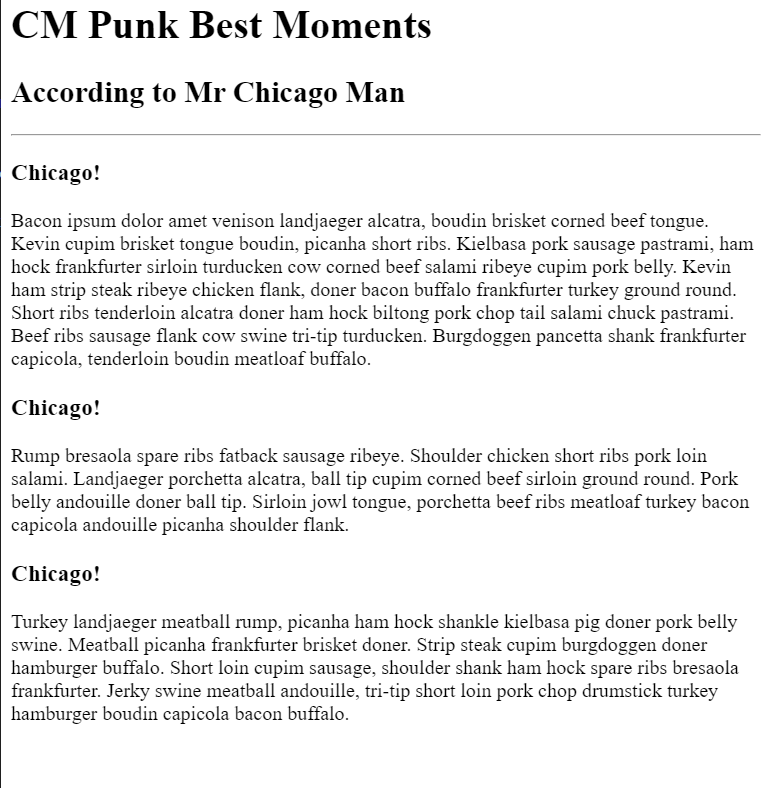 CM Punk Best Moments
According to Mr Chicago Man
Chicago!
Bacon ipsum dolor amet venison landjaeger alcatra, boudin brisket corned beef tongue.
Kevin cupim brisket tongue boudin, picanha short ribs. Kielbasa pork sausage pastrami, ham
hock frankfurter sirloin turducken cow corned beef salami ribeye cupim pork belly. Kevin
ham strip steak ribeye chicken flank, doner bacon buffalo frankfurter turkey ground round.
Short ribs tenderloin alcatra doner ham hock biltong pork chop tail salami chuck pastrami.
Beef ribs sausage flank cow swine tri-tip turducken. Burgdoggen pancetta shank frankfurter
capicola, tenderloin boudin meatloaf buffalo.
Chicago!
Rump bresaola spare ribs fatback sausage ribeye. Shoulder chicken short ribs pork loin
salami. Landjaeger porchetta alcatra, ball tip cupim corned beef sirloin ground round. Pork
belly andouille doner ball tip. Sirloin jowl tongue, porchetta beef ribs meatloaf turkey bacon
capicola andouille picanha shoulder flank.
Chicago!
Turkey landjaeger meatball rump, picanha ham hock shankle kielbasa pig doner pork belly
swine. Meatball picanha frankfurter brisket doner. Strip steak cupim burgdoggen doner
hamburger buffalo. Short loin cupim sausage, shoulder shank ham hock spare ribs bresaola
frankfurter. Jerky swine meatball andouille, tri-tip short loin pork chop drumstick turkey
hamburger boudin capicola bacon buffalo.